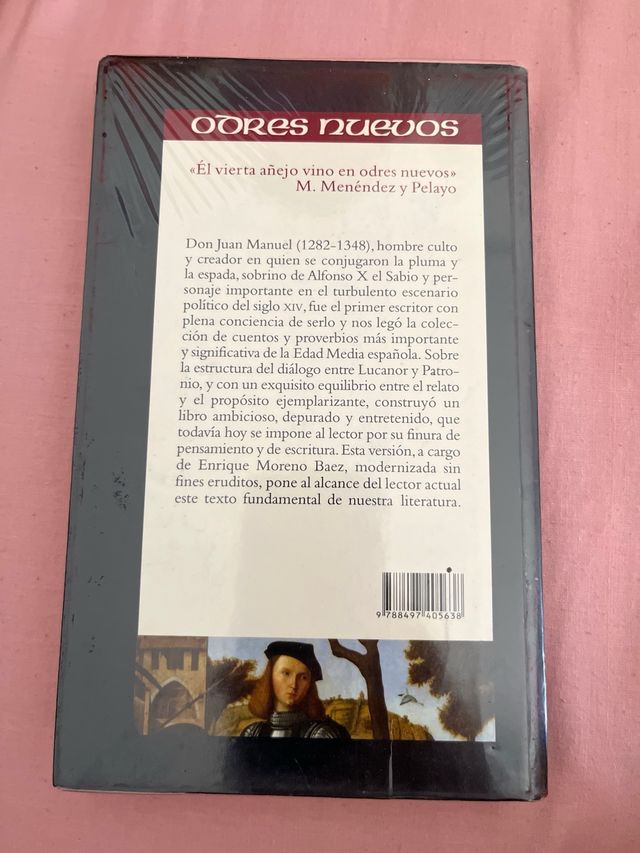 ODRES NUEVOS
«Él vierta añejo vino en odres nuevos»
M. Menéndez y Pelayo
Don Juan Manuel (1282-1348), hombre culto
y creador en quien se conjugaron la pluma y
la espada, sobrino de Alfonso X el Sabio y per-
sonaje importante en el turbulento escenario
político del siglo XIV, fue el primer escritor con
plena conciencia de serlo y nos legó la colec-
ción de cuentos y proverbios más importante
y significativa de la Edad Media española. Sobre
la estructura del diálogo entre Lucanor y Patro-
nio, y con un exquisito equilibrio entre el relato
y el propósito ejemplarizante, construyó un
libro ambicioso, depurado y entretenido, que
todavía hoy se impone al lector por su finura de
pensamiento y de escritura. Esta versión, a cargo
de Enrique Moreno Baez, modernizada sin
fines eruditos, pone al alcance del lector actual
este texto fundamental de nuestra literatura.
9 788497 405638